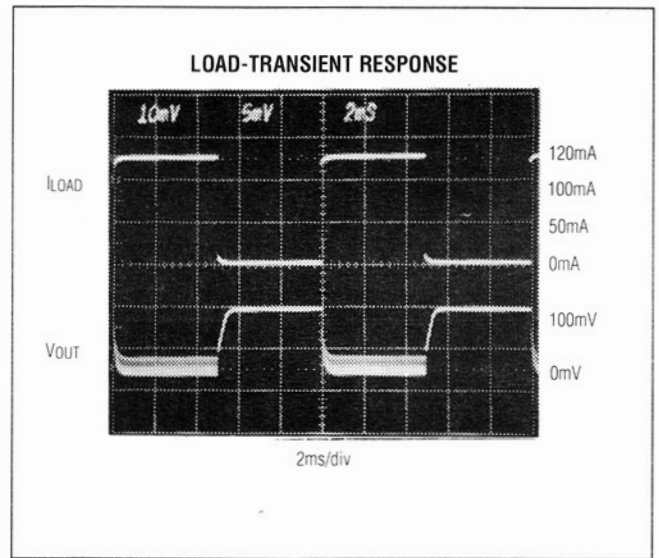 LOAD-TRANSIENT RESPONSE
10mV 5mV 2mS
120mA
ILOAD
100mA
50mA
0mA
100mV
VOUT
0mV
2ms/div